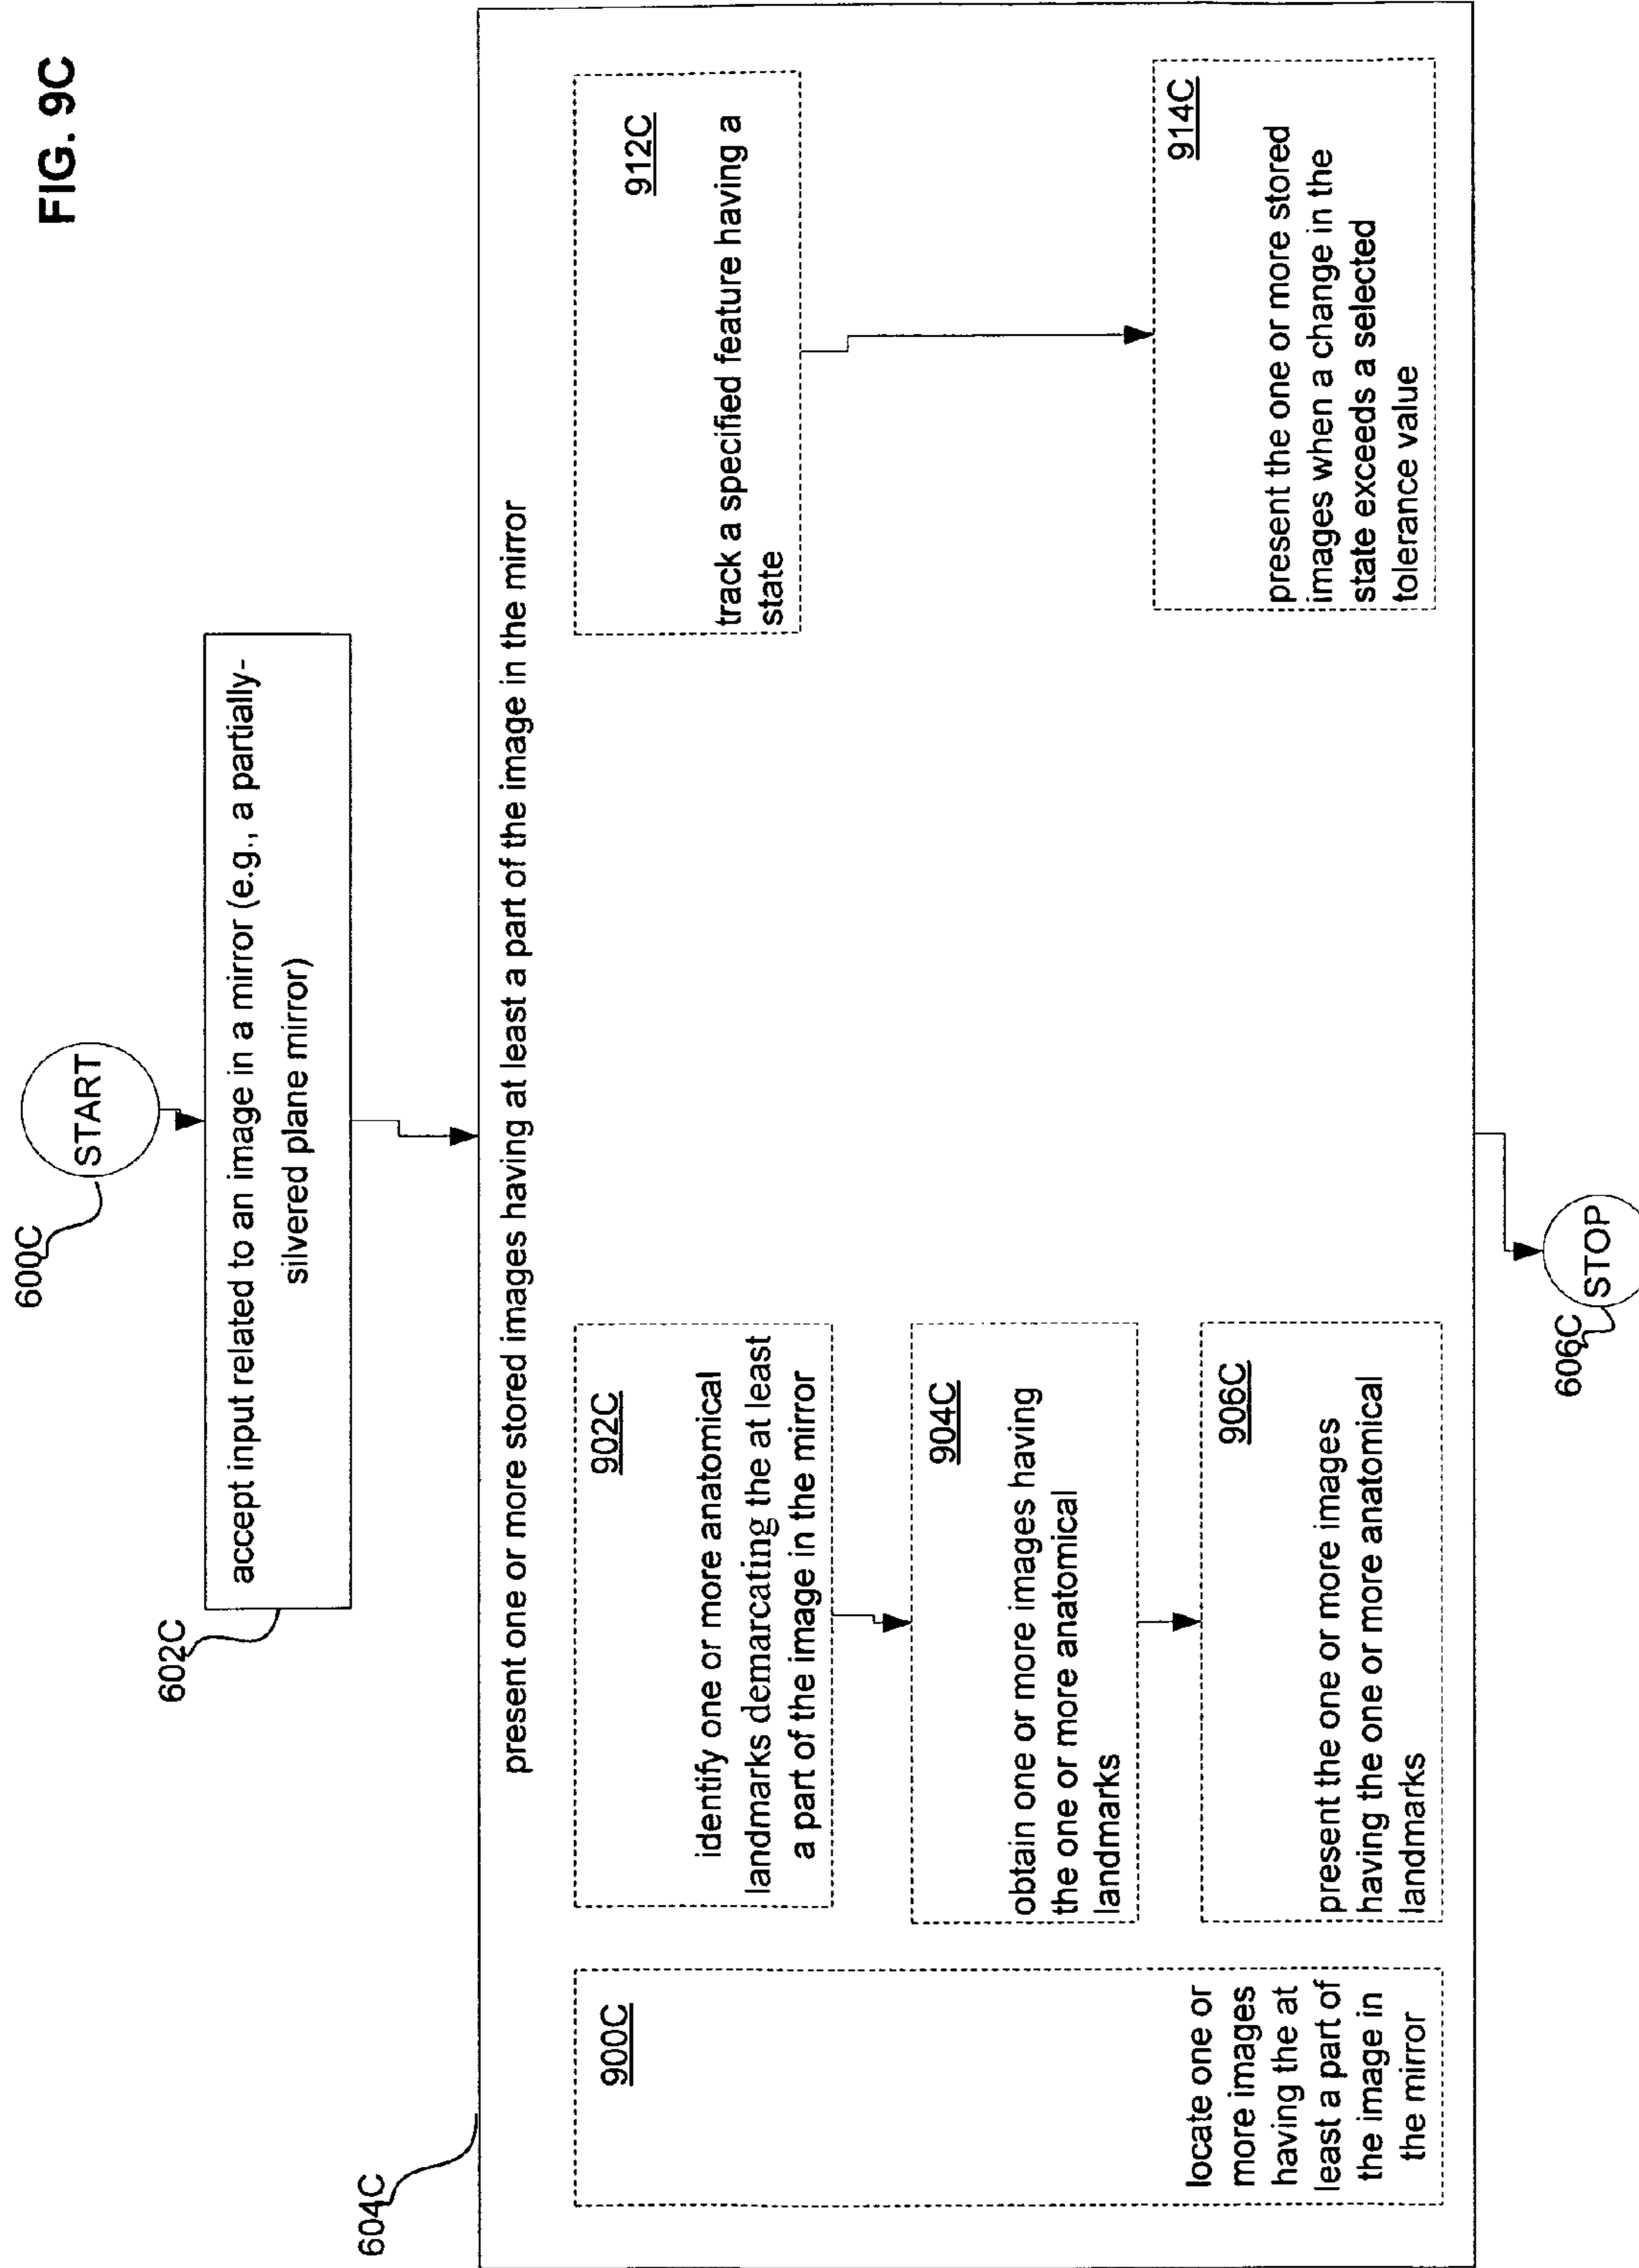 FIG. 9C
600C
START
602C
accept input related to an image in a mirror (e.g., a partially-
silvered plane mirror)
604C
present one or more stored images having at least a part of the image in the mirror
900C
locate one or
more images
having the at
least a part of
the image in
the mirror
902C
identify one or more anatomical
landmarks demarcating the at least
a part of the image in the mirror
904C
obtain one or more images having
the one or more anatomical
landmarks
906C
present the one or more images
having the one or more anatomical
landmarks
912C
track a specified feature having a
state
914C
present the one or more stored
images when a change in the
state exceeds a selected
tolerance value
606C
STOP